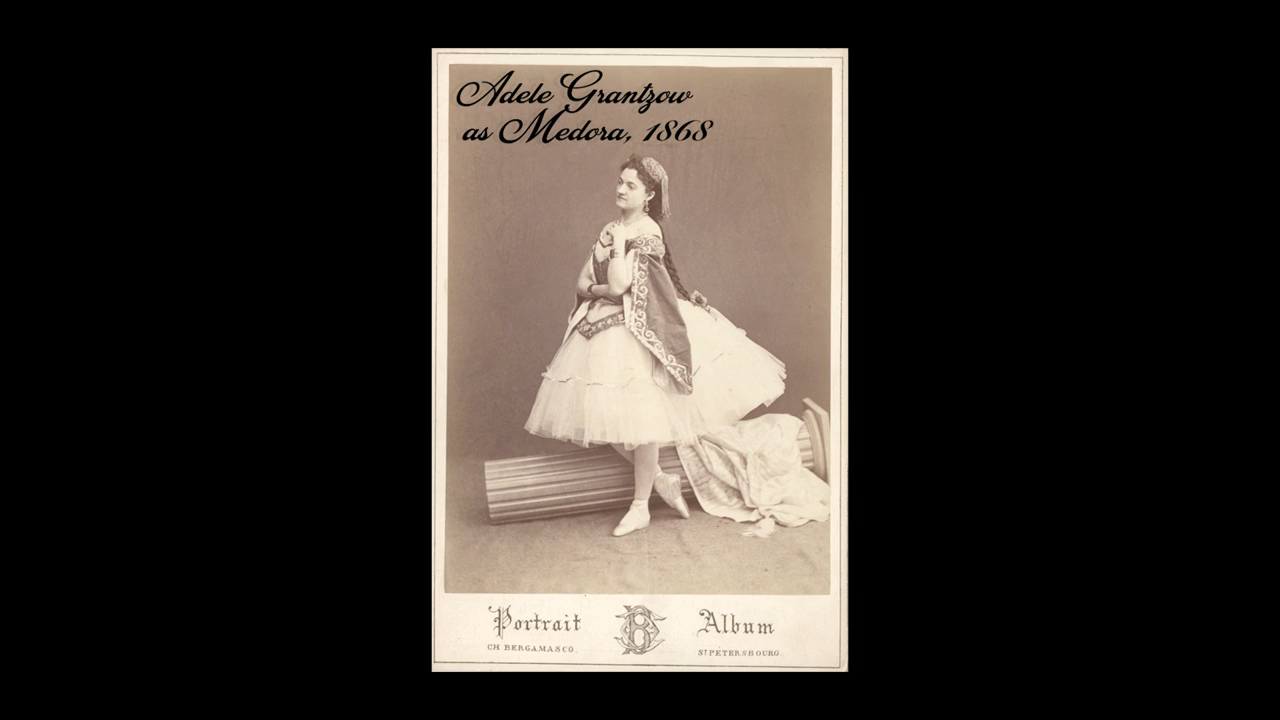 Adele Grantzow
as Medora, 1868
Portrait Album
CH BERGAMASCO. ST PETERSBOURG.